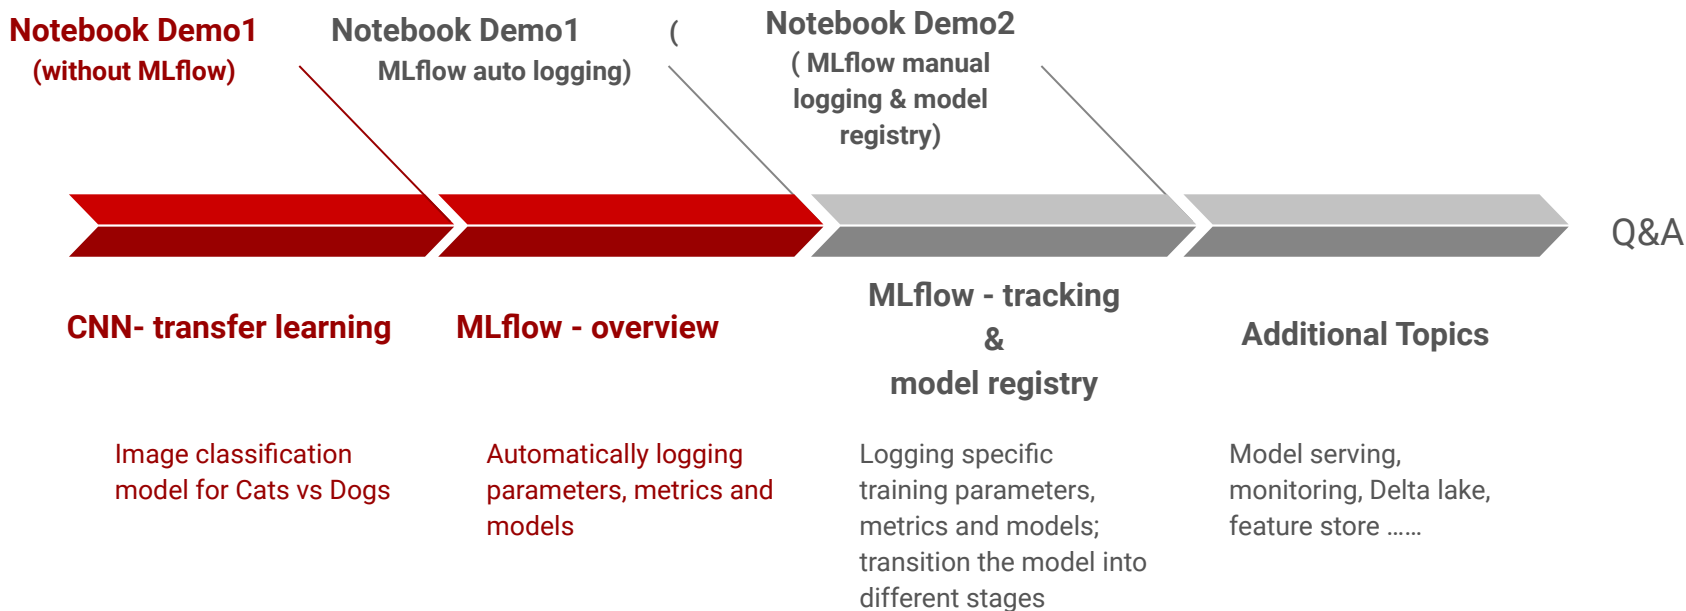 Notebook Demo1
(without MLflow)
Notebook Demo1 (
MLflow auto logging)
Notebook Demo2
( MLflow manual
logging & model
registry)
Q&A
CNN- transfer learning
MLflow - overview
MLflow - tracking
&
model registry
Additional Topics
Image classification
model for Cats vs Dogs
Automatically logging
parameters, metrics and
models
Logging specific
training parameters,
metrics and models;
transition the model into
different stages
Model serving,
monitoring, Delta lake,
feature store ......